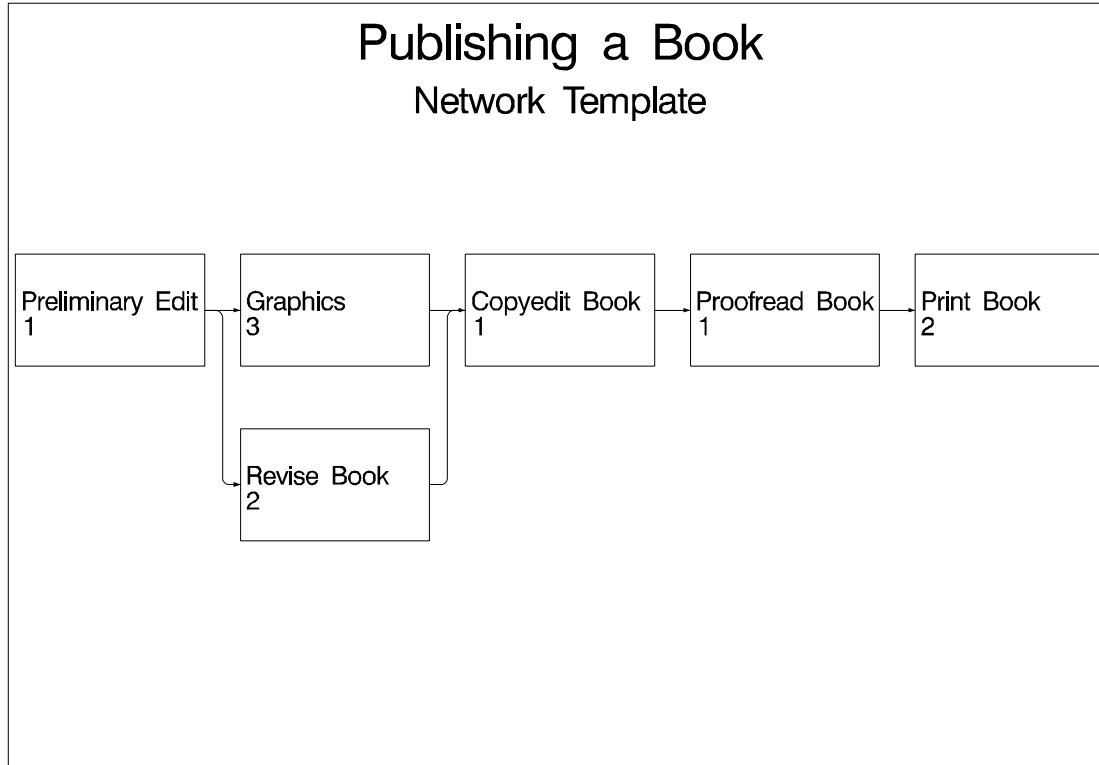 Publishing a Book
Network Template
Preliminary Edit
1
Graphics
3
Copyedit Book
1
Proofread Book
1
Print Book
2
Revise Book
2